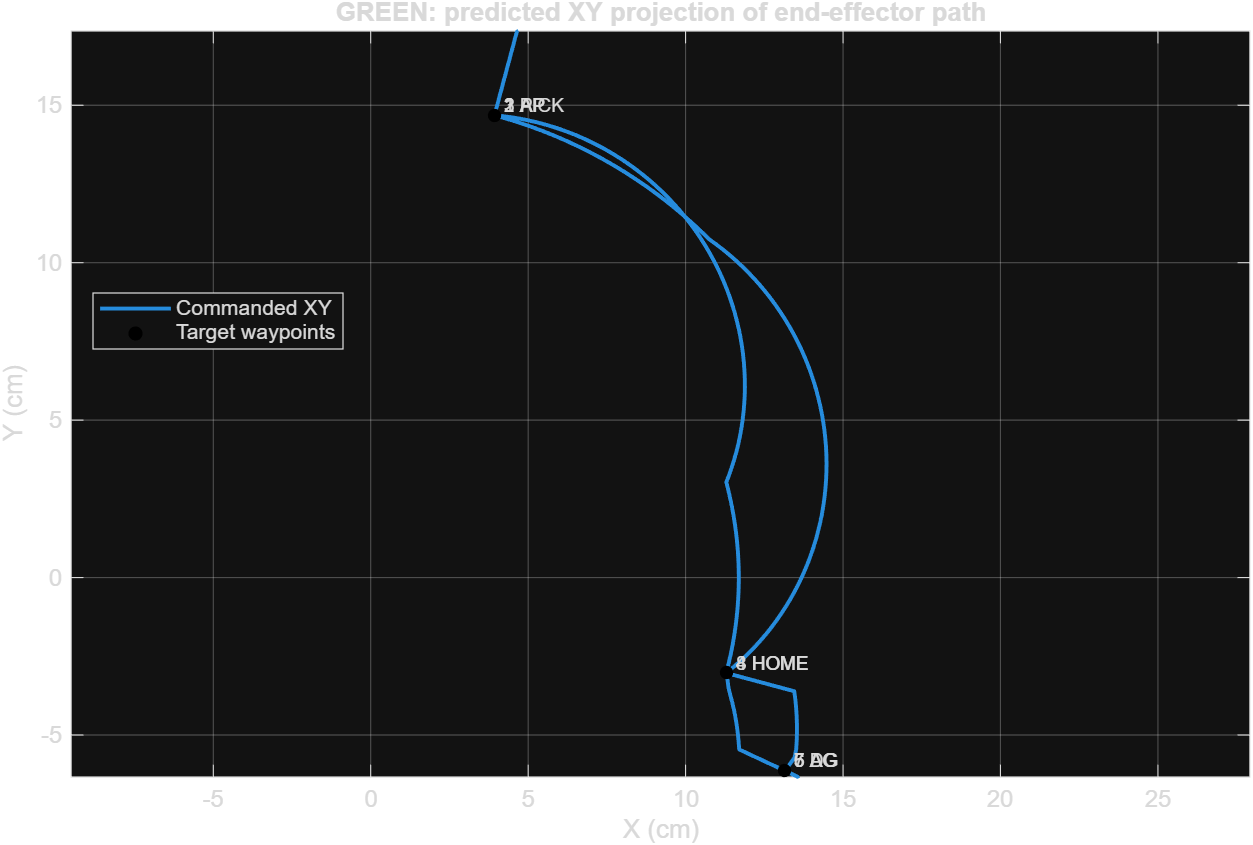 GREEN: predicted XY projection of end-effector path
15
10
5
0
-5
Y (cm)
PICK
Commanded XY
Target waypoints
HOME
-5
0
5
10
15
20
25
X (cm)